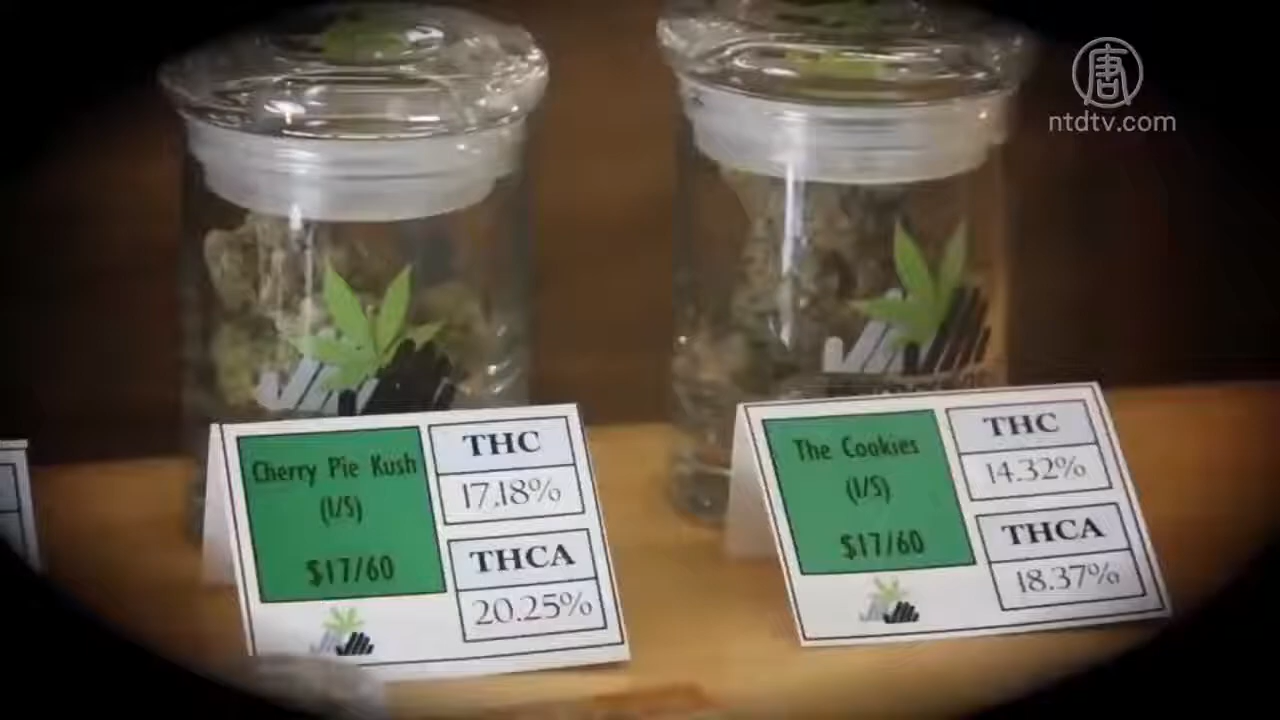 唐
ntdtv.com
Cherry Pie Kush
(I/S)
$17/60
THC
17.18%
THCA
20.25%
The Cookies
(I/S)
$17/60
THC
14.32%
THCA
18.37%